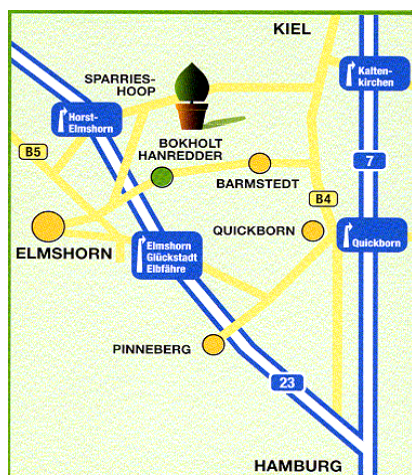 KIEL
SPARRIES-
HOOP
Kalten-
kirchen
Horst-
Elmshorn
BOKHOLT
HANREDDER
B5
7
BARMSTEDT
B4
QUICKBORN
Quickborn
ELMSHORN
Elmshorn
Glückstadt
Elbfähre
PINNEBERG
23
HAMBURG